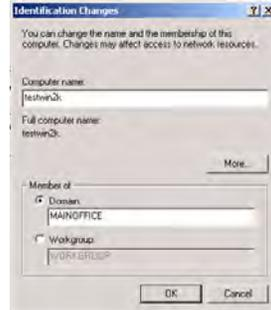 Identification Changes
You can change the name and the membership of this
computer. Changes may affect access to network resources.
Computer name:
testwin2k
Full computer name:
testwin2k.
More...
Member of
Domain:
MAINOFFICE
Workgroup:
WORKGROUP
OK Cancel